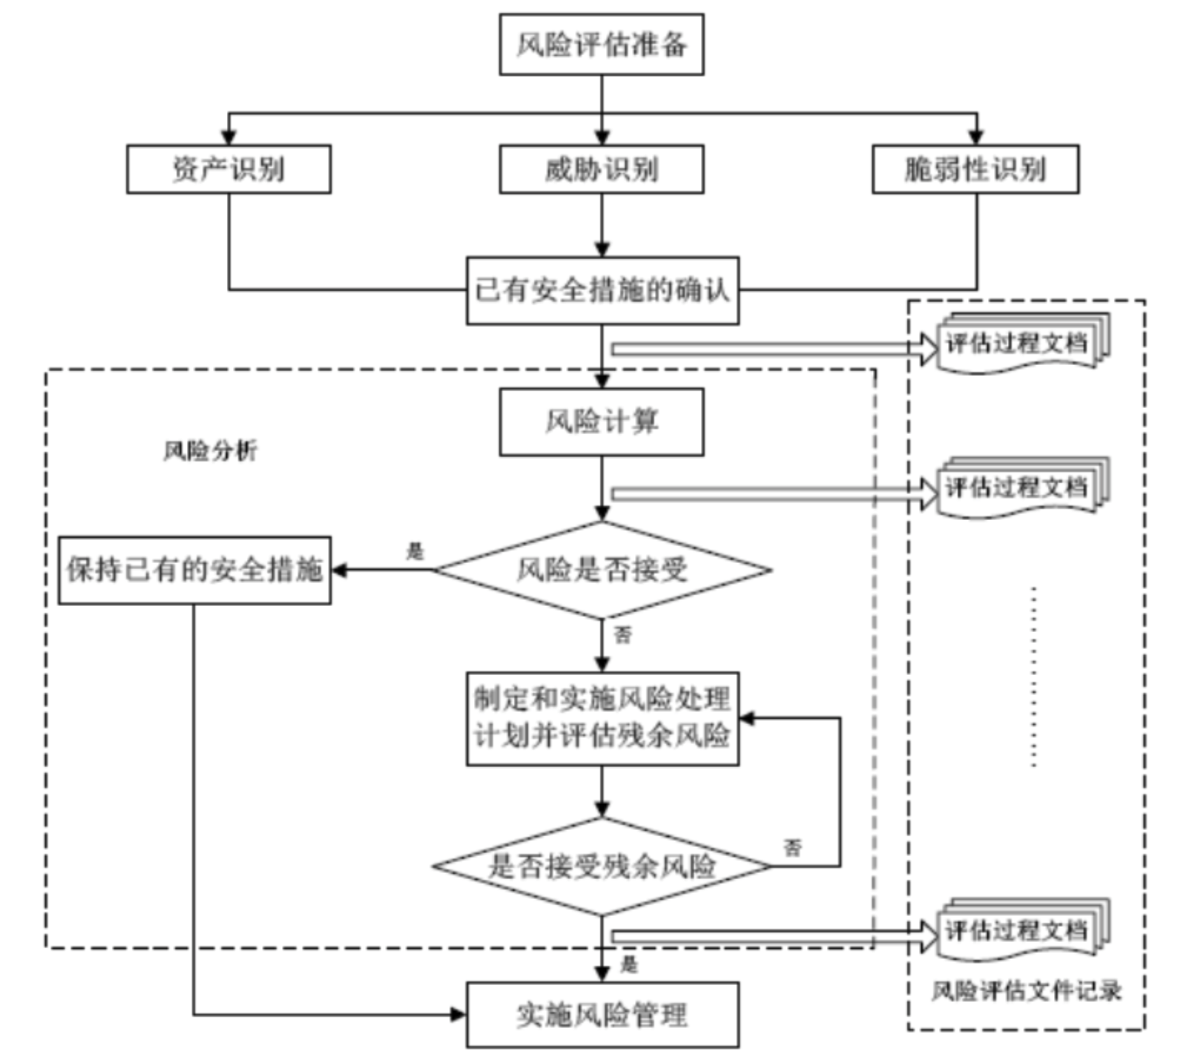 风险评估准备
资产识别
威胁识别
脆弱性识别
已有安全措施的确认
评估过程文档
风险计算
风险分析
评估过程文档
是
保持已有的安全措施
风险是否接受
否
制定和实施风险处理
计划并评估残余风险
是否接受残余风险
否
评估过程文档
是
风险评估文件记录
实施风险管理